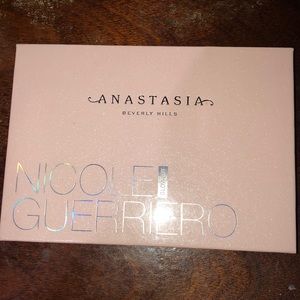 ANASTASIA
BEVERLY HILLS
NICOLE
GUERRIERO